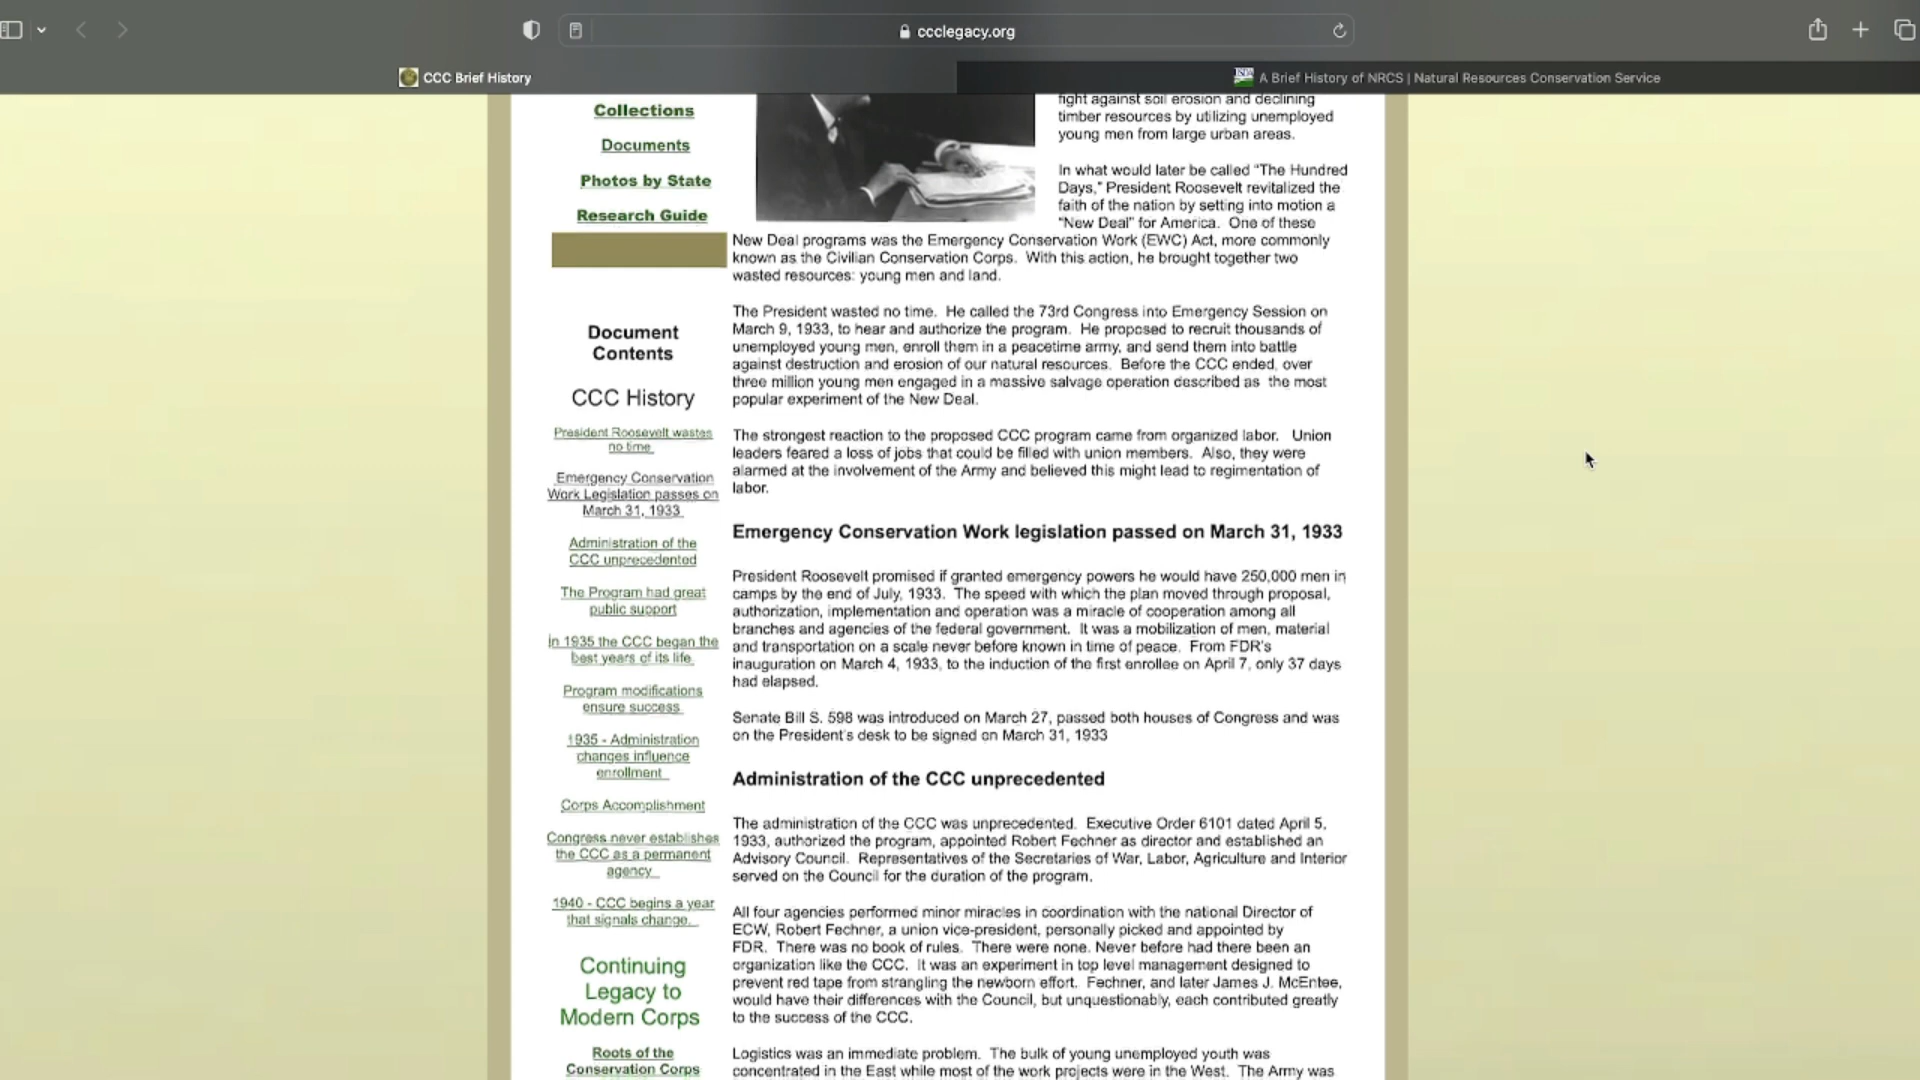 ccclegacy.org
CCC Brief History
A Brief History of NRCS | Natural Resources Conservation Service
Collections
Documents
Photos by State
Research Guide
Document
Contents
CCC History
President Roosevelt wastes
no time
Emergency Conservation
Work Legislation passes on
March 31, 1933
Administration of the
CCC unprecedented
The Program had great
public support
In 1935 the CCC began the
best years of its life
Program modifications
ensure success
1935 - Administration
changes influence
enrollment
Corps Accomplishment
Congress never establishes
the CCC as a permanent
agency
1940 - CCC begins a year
that signals change.
Continuing
Legacy to
Modern Corps
Roots of the
Conservation Corps
fight against soil erosion and declining
timber resources by utilizing unemployed
young men from large urban areas.
In what would later be called “The Hundred
Days,” President Roosevelt revitalized the
faith of the nation by setting into motion a
“New Deal” for America. One of these
New Deal programs was the Emergency Conservation Work (EWC) Act, more commonly
known as the Civilian Conservation Corps. With this action, he brought together two
wasted resources: young men and land.
The President wasted no time. He called the 73rd Congress into Emergency Session on
March 9, 1933, to hear and authorize the program. He proposed to recruit thousands of
unemployed young men, enroll them in a peacetime army, and send them into battle
against destruction and erosion of our natural resources. Before the CCC ended, over
three million young men engaged in a massive salvage operation described as the most
popular experiment of the New Deal.
The strongest reaction to the proposed CCC program came from organized labor. Union
leaders feared a loss of jobs that could be filled with union members. Also, they were
alarmed at the involvement of the Army and believed this might lead to regimentation of
labor.
Emergency Conservation Work legislation passed on March 31, 1933
President Roosevelt promised if granted emergency powers he would have 250,000 men in
camps by the end of July, 1933. The speed with which the plan moved through proposal,
authorization, implementation and operation was a miracle of cooperation among all
branches and agencies of the federal government. It was a mobilization of men, material
and transportation on a scale never before known in time of peace. From FDR's
inauguration on March 4, 1933, to the induction of the first enrollee on April 7, only 37 days
had elapsed.
Senate Bill S. 598 was introduced on March 27, passed both houses of Congress and was
on the President's desk to be signed on March 31, 1933
Administration of the CCC unprecedented
The administration of the CCC was unprecedented. Executive Order 6101 dated April 5,
1933, authorized the program, appointed Robert Fechner as director and established an
Advisory Council. Representatives of the Secretaries of War, Labor, Agriculture and Interior
served on the Council for the duration of the program.
All four agencies performed minor miracles in coordination with the national Director of
ECW, Robert Fechner, a union vice-president, personally picked and appointed by
FDR. There was no book of rules. There were none. Never before had there been an
organization like the CCC. It was an experiment in top level management designed to
prevent red tape from strangling the newborn effort. Fechner, and later James J. McEntee,
would have their differences with the Council, but unquestionably, each contributed greatly
to the success of the CCC.
Logistics was an immediate problem. The bulk of young unemployed youth was
concentrated in the East while most of the work projects were in the West. The Army was